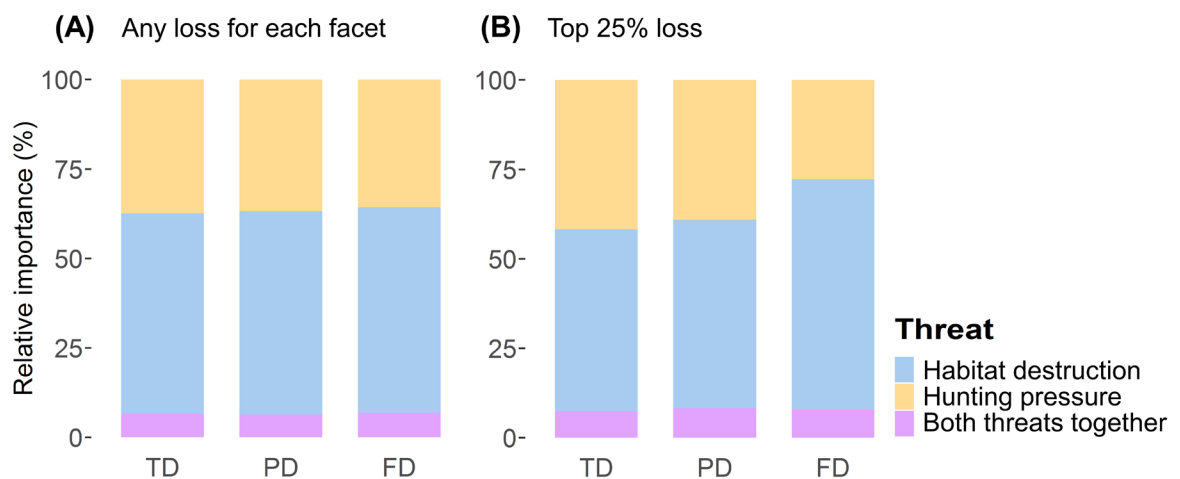 (A) Any loss for each facet
(B) Top 25% loss
Relative importance (%)
100-
75-
50-
25-
0-
TD PD FD
100-
75-
50-
25-
0-
TD PD FD
Threat
Habitat destruction
Hunting pressure
Both threats together